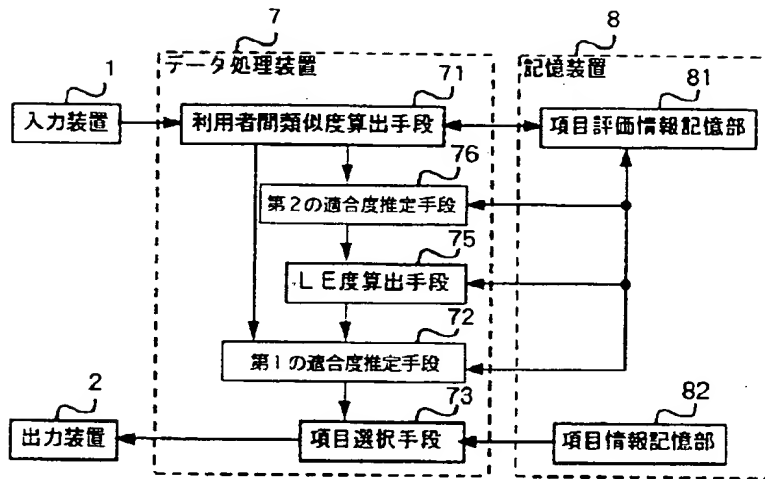 7
8
データ処理装置
記憶装置
1
71
81
入力装置
利用者間類似度算出手段
項目評価情報記憶部
76
第2の適合度推定手段
75
LE度算出手段
72
第1の適合度推定手段
2
73
82
出力装置
項目選択手段
項目情報記憶部